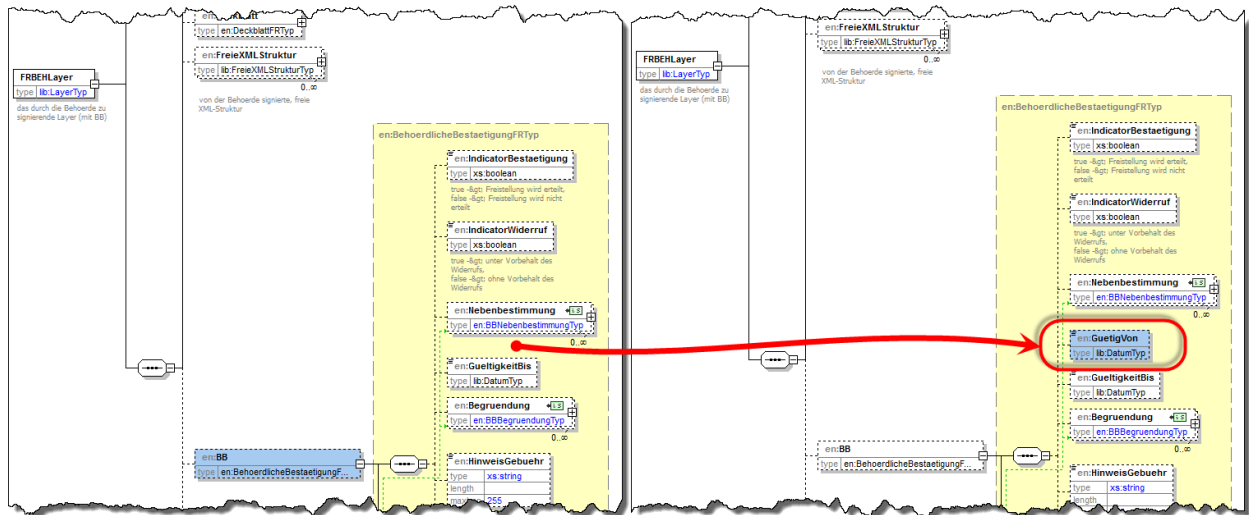 type en:DeckblattFRTyp
en:FreieXMLStruktur
type lib:FreieXMLStrukturTyp
0..∞
von der Behoerde signierte, freie
XML-Struktur
FRBEHLayer
type lib:LayerTyp
das durch die Behoerde zu
signierende Layer (mit BB)
en:BehoerdlicheBestaetigungFRTyp
en:IndicatorBestaetigung
type xs:boolean
true -&gt; Freistellung wird erteilt,
false -&gt; Freistellung wird nicht
erteilt
en:IndicatorWiderruf
type xs:boolean
true -&gt; unter Vorbehalt des
Widerrufs,
false -&gt; ohne Vorbehalt des
Widerrufs
en:Nebenbestimmung
type en:BBNebenbestimmungTyp
0..∞
en:GueltigkeitBis
type lib:DatumTyp
en:Begruendung
type en:BBBegruendungTyp
0..∞
en:BB
type en:BehoerdlicheBestaetigungF...
en:HinweisGebuehr
type xs:string
length
255
en:FreieXMLStruktur
type lib:FreieXMLStrukturTyp
0..∞
von der Behoerde signierte, freie
XML-Struktur
FRBEHLayer
type lib:LayerTyp
das durch die Behoerde zu
signierende Layer (mit BB)
en:BehoerdlicheBestaetigungFRTyp
en:IndicatorBestaetigung
type xs:boolean
true -&gt; Freistellung wird erteilt,
false -&gt; Freistellung wird nicht
erteilt
en:IndicatorWiderruf
type xs:boolean
true -&gt; unter Vorbehalt des
Widerrufs,
false -&gt; ohne Vorbehalt des
Widerrufs
en:Nebenbestimmung
type en:BBNebenbestimmungTyp
0..∞
en:GuetigVon
type lib:DatumTyp
en:GueltigkeitBis
type lib:DatumTyp
en:Begruendung
type en:BBBegruendungTyp
0..∞
en:BB
type en:BehoerdlicheBestaetigungF...
en:HinweisGebuehr
type xs:string
length